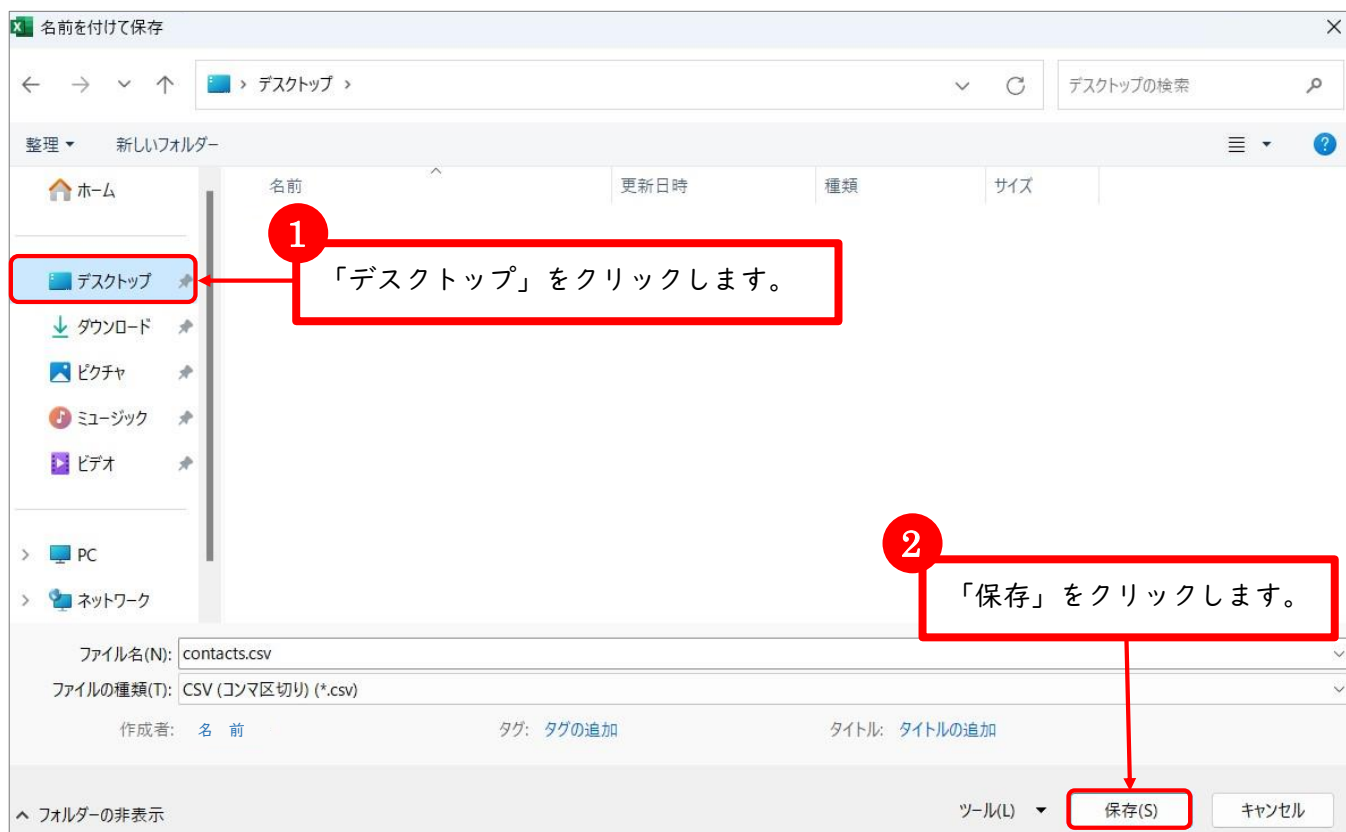 名前を付けて保存
デスクトップ
デスクトップの検索
整理
新しいフォルダー
ホーム
名前
更新日時
種類
サイズ
1
「デスクトップ」をクリックします。
デスクトップ
ダウンロード
ピクチャ
ミュージック
ビデオ
PC
ネットワーク
2
「保存」をクリックします。
ファイル名(N): contacts.csv
ファイルの種類(T): CSV (コンマ区切り) (*.csv)
作成者: 名 前
タグ: タグの追加
タイトル: タイトルの追加
フォルダーの非表示
ツール(L)
保存(S)
キャンセル